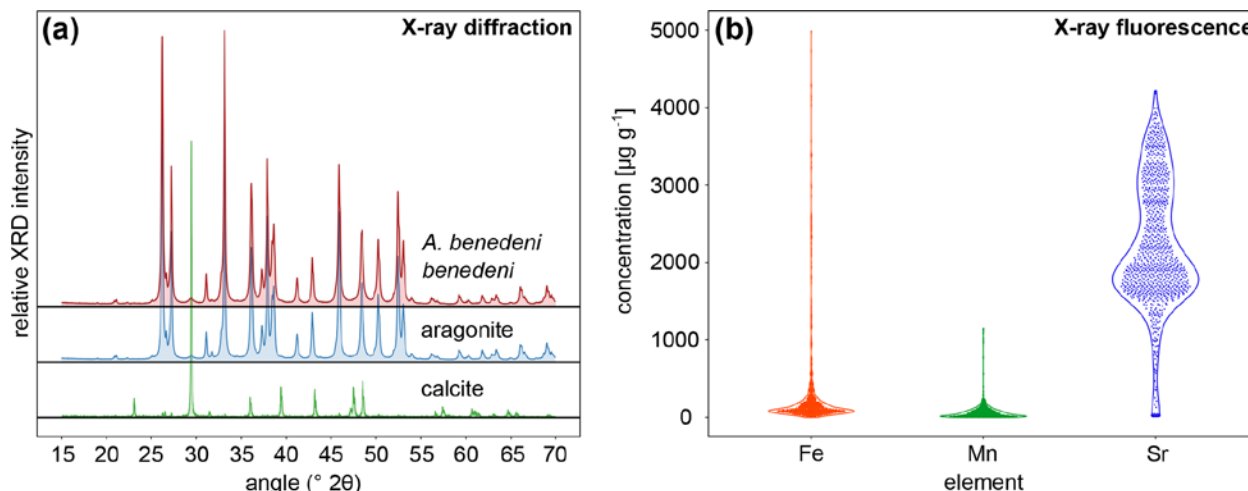 (a)
X-ray diffraction
relative XRD intensity
A. benedeni
benedeni
aragonite
calcite
15 20 25 30 35 40 45 50 55 60 65 70
angle (° 2θ)
(b)
X-ray fluorescence
concentration [µg g⁻¹]
5000
4000
3000
2000
1000
0
Fe Mn Sr
element